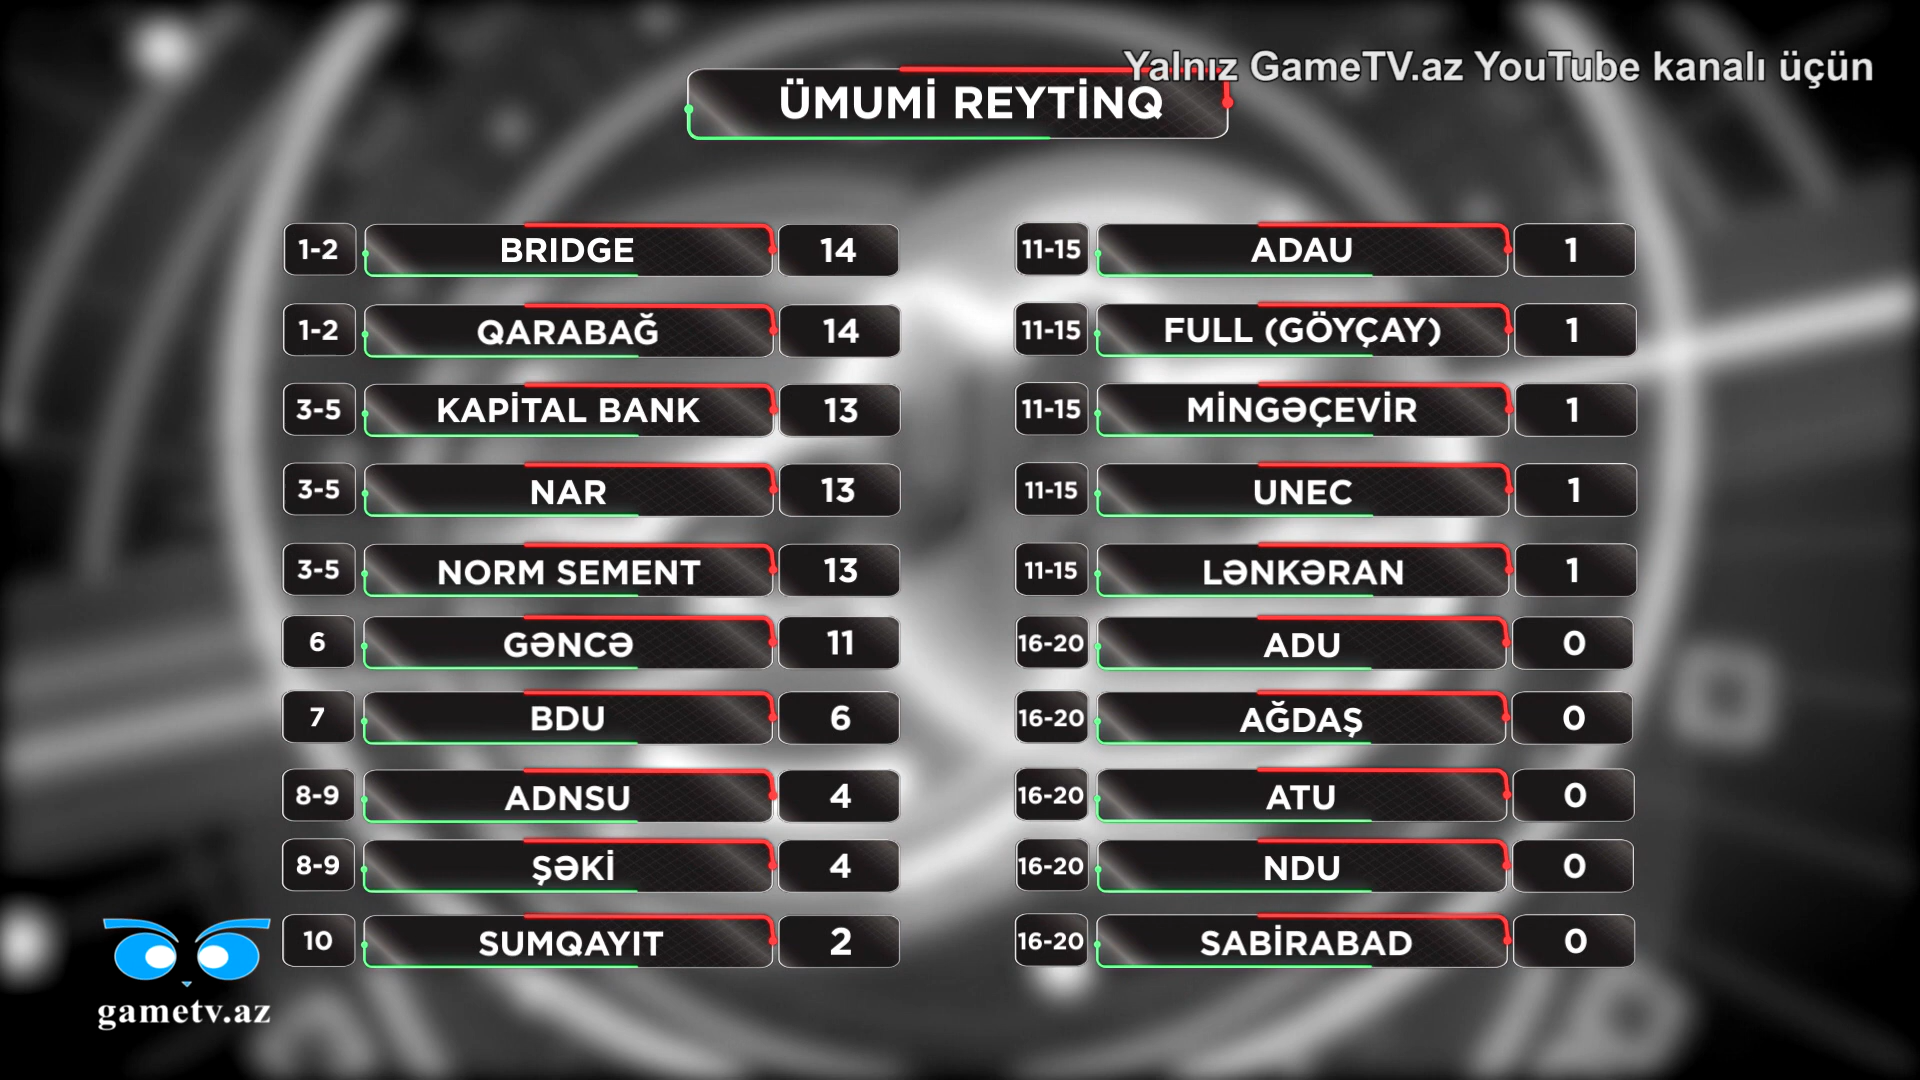 Yalnız GameTV.az YouTube kanalı üçün
ÜMUMİ REYTİNQ
1-2 BRIDGE 14
1-2 QARABAĞ 14
3-5 KAPİTAL BANK 13
3-5 NAR 13
3-5 NORM SEMENT 13
6 GƏNCƏ 11
7 BDU 6
8-9 ADNSU 4
8-9 ŞƏKİ 4
10 SUMQAYIT 2
11-15 ADAU 1
11-15 FULL (GÖYÇAY) 1
11-15 MİNGƏÇEVİR 1
11-15 UNEC 1
11-15 LƏNKƏRAN 1
16-20 ADU 0
16-20 AĞDAŞ 0
16-20 ATU 0
16-20 NDU 0
16-20 SABİRABAD 0
gametv.az